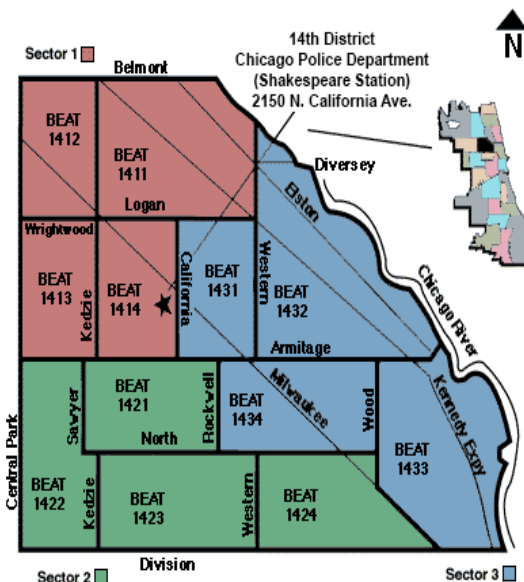 N
14th District
Chicago Police Department
(Shakespeare Station)
2150 N. California Ave.
Sector 1
Belmont
BEAT
1412
BEAT
1411
Diversey
Elston
Logan
Wrightwood
BEAT
1413
Kedzie
BEAT
1414
California
BEAT
1431
Western
BEAT
1432
Chicago River
Armitage
Sawyer
BEAT
1421
Rockwell
BEAT
1434
Milwaukee
Wood
Kennedy Expy
North
BEAT
1433
Central Park
BEAT
1422
Kedzie
BEAT
1423
Western
BEAT
1424
Division
Sector 2
Sector 3